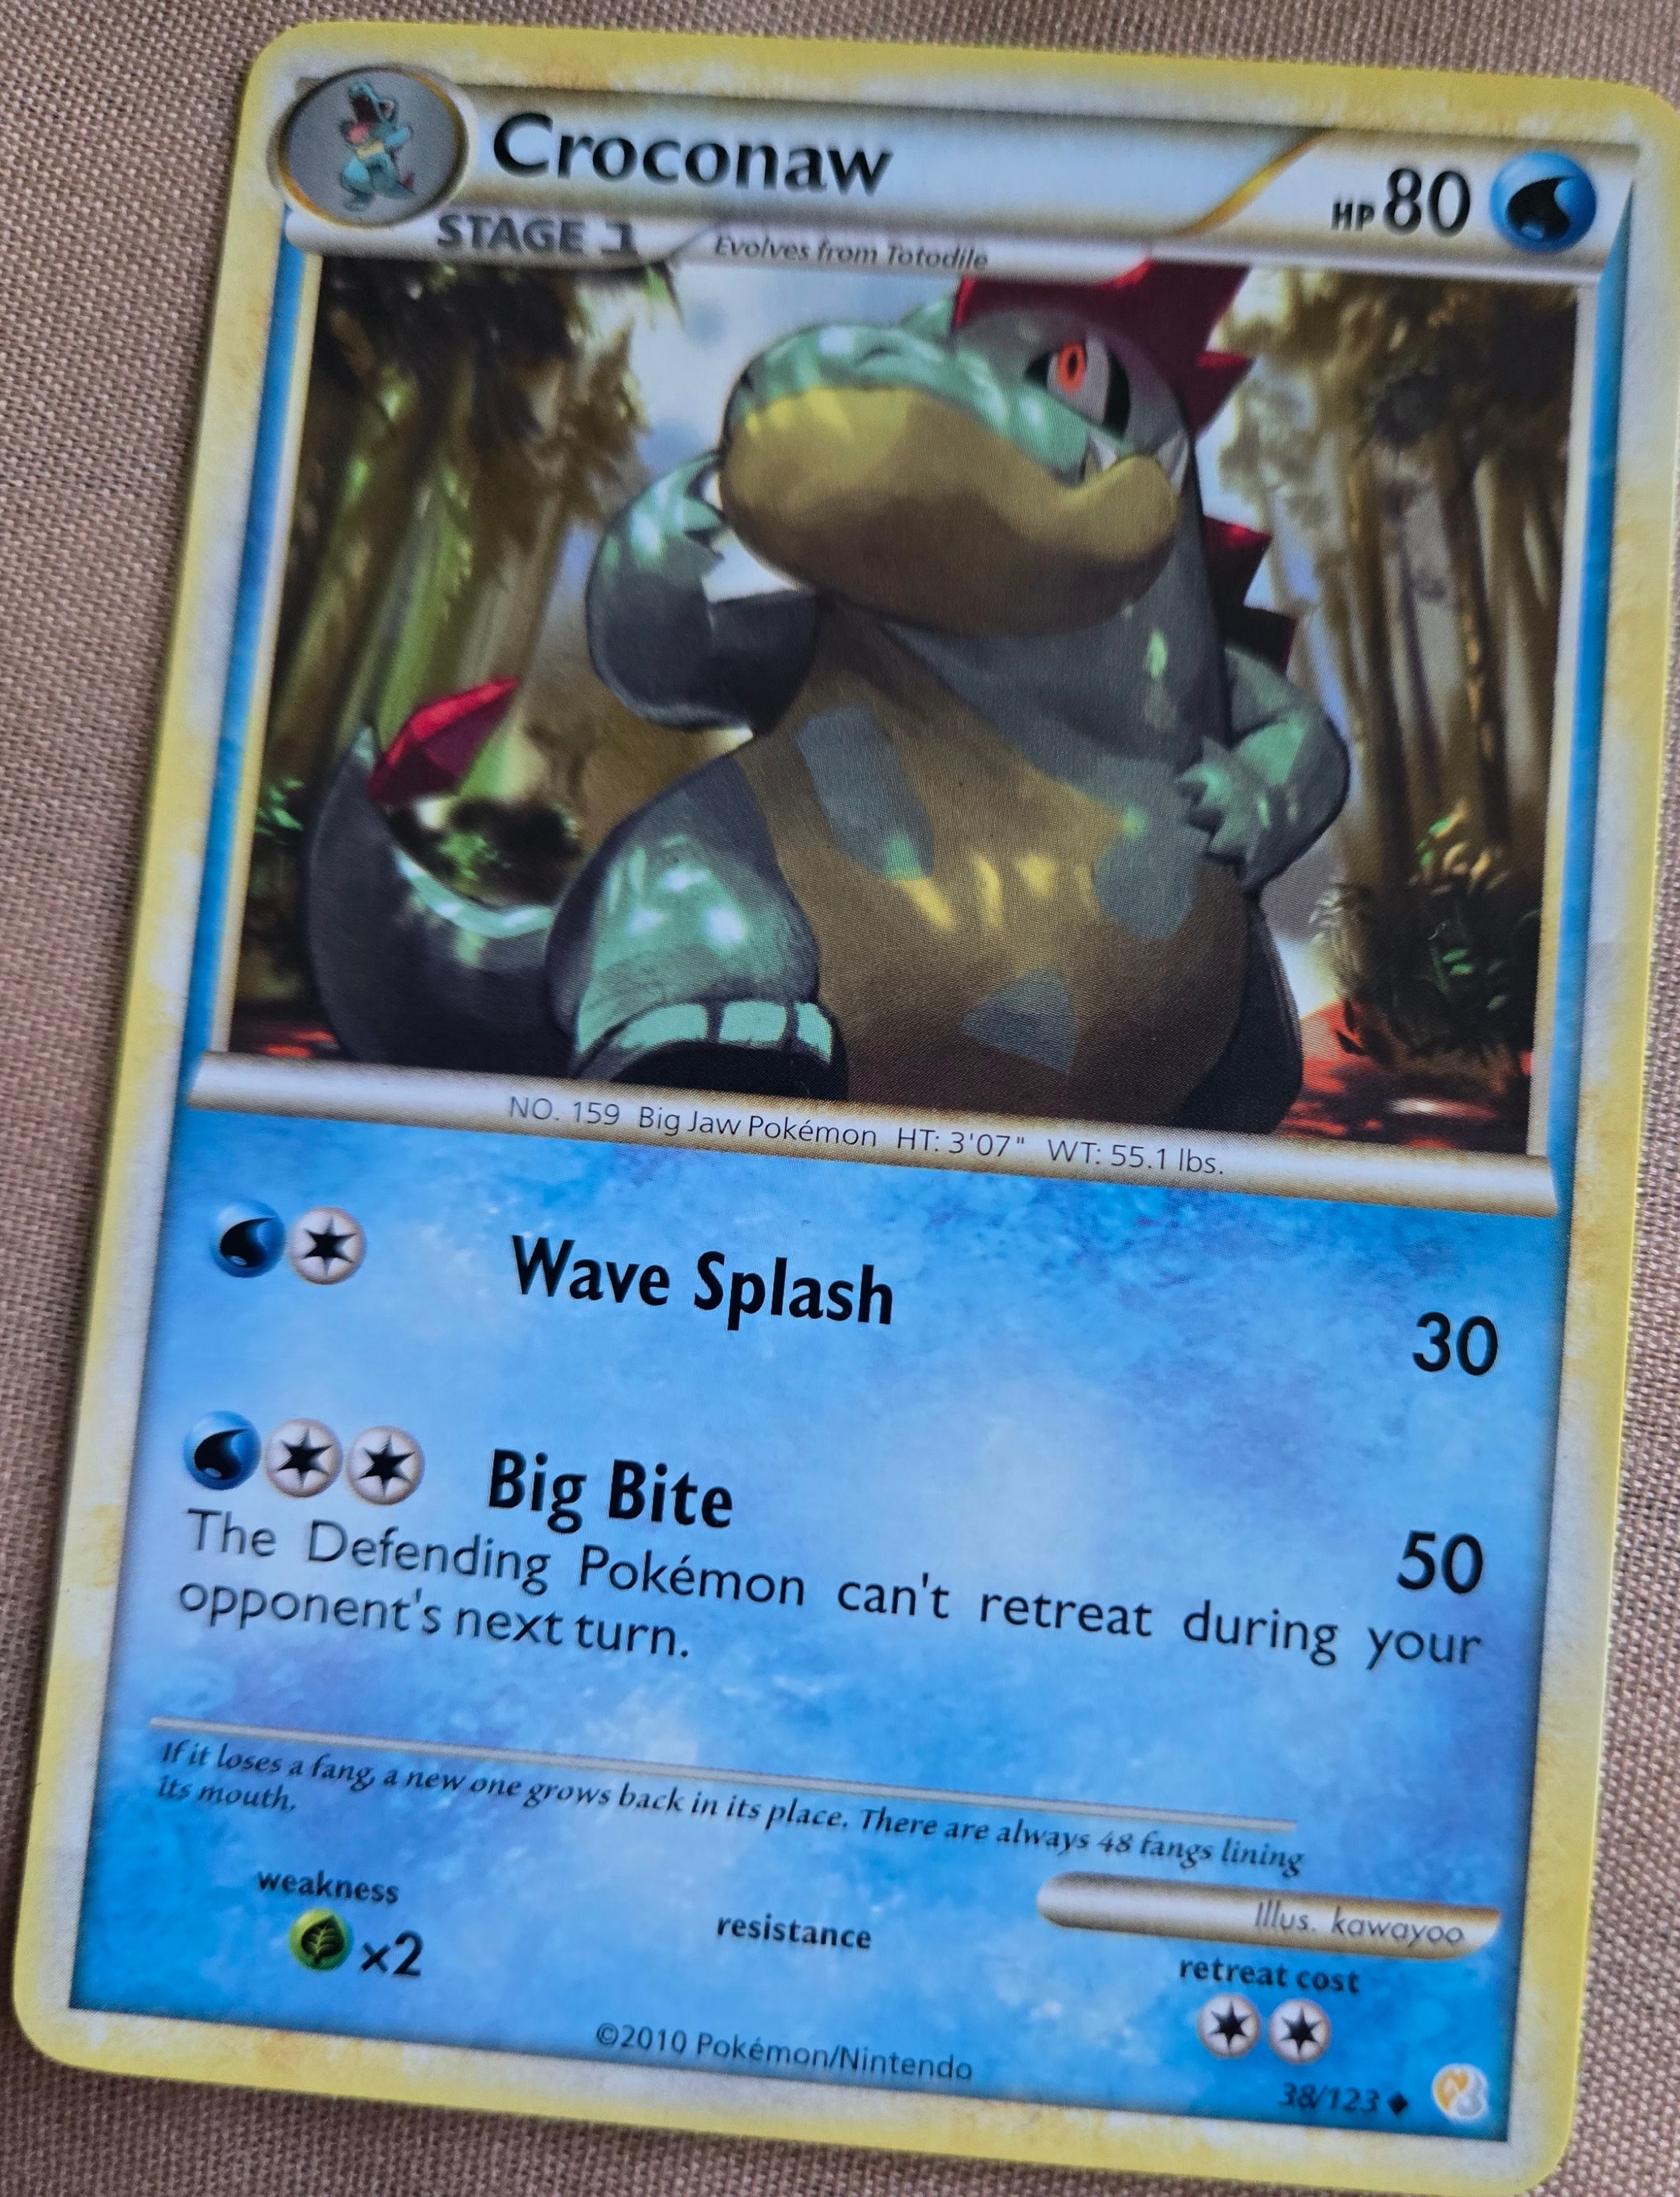 Croconaw
HP 80
STAGE 1
Evolves from Totodile
NO. 159 Big Jaw Pokémon HT: 3'07" WT: 55.1 lbs.
Wave Splash
30
Big Bite
50
The Defending Pokémon can't retreat during your
opponent's next turn.
If it loses a fang, a new one grows back in its place. There are always 48 fangs lining
its mouth.
Illus. kawayoo
weakness
x2
resistance
retreat cost
©2010 Pokémon/Nintendo
38/123